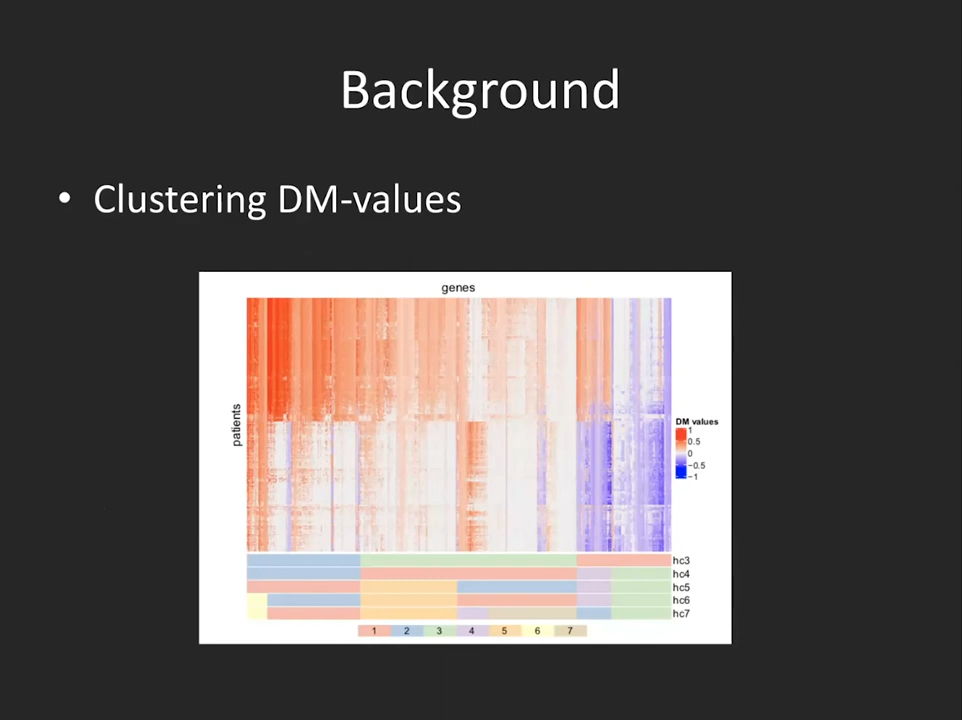 Background
• Clustering DM-values
genes
patients
DM values
1
0.5
0
−0.5
−1
hc3
hc4
hc5
hc6
hc7
1 2 3 4 5 6 7